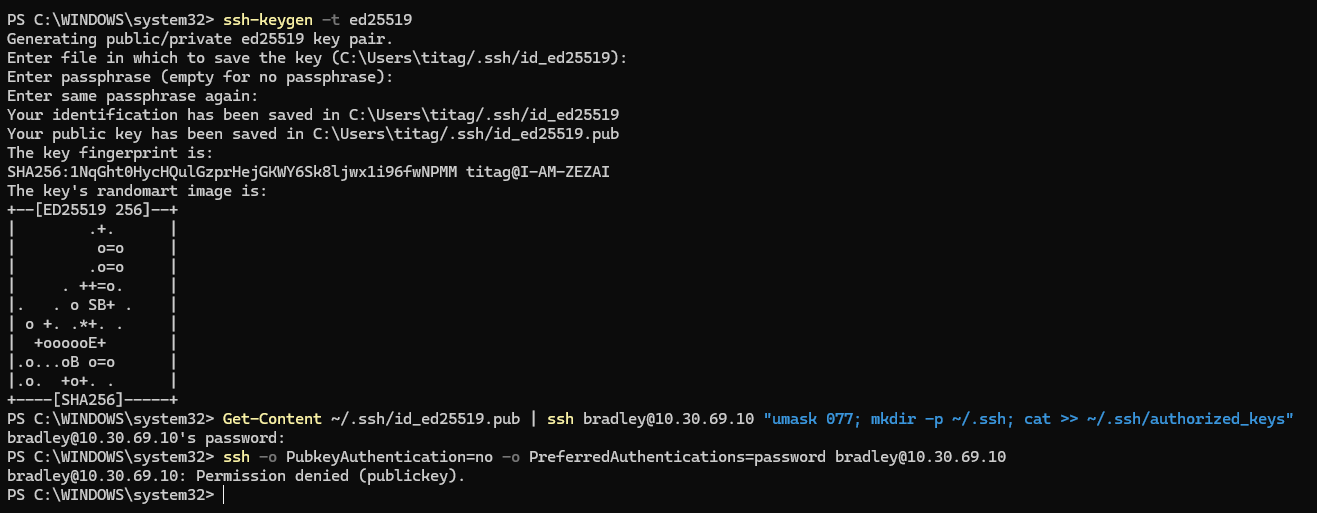 PS C:\WINDOWS\system32> ssh-keygen -t ed25519
Generating public/private ed25519 key pair.
Enter file in which to save the key (C:\Users\titag/.ssh/id_ed25519):
Enter passphrase (empty for no passphrase):
Enter same passphrase again:
Your identification has been saved in C:\Users\titag/.ssh/id_ed25519
Your public key has been saved in C:\Users\titag/.ssh/id_ed25519.pub
The key fingerprint is:
SHA256:1NqGht0HycHQulGzprHejGKWY6Sk8ljwx1i96fwNPMM titag@I-AM-ZEZAI
The key's randomart image is:
+--[ED25519 256]--+
|        .+.      |
|         o=o     |
|        .o=o     |
|     . ++=o.     |
|.   . o SB+ .    |
| o +. .*+. .     |
|  +oooooE+       |
|.o...oB o=o      |
|.o.  +o+. .      |
+----[SHA256]-----+
PS C:\WINDOWS\system32> Get-Content ~/.ssh/id_ed25519.pub | ssh bradley@10.30.69.10 "umask 077; mkdir -p ~/.ssh; cat >> ~/.ssh/authorized_keys"
bradley@10.30.69.10's password:
PS C:\WINDOWS\system32> ssh -o PubkeyAuthentication=no -o PreferredAuthentications=password bradley@10.30.69.10
bradley@10.30.69.10: Permission denied (publickey).
PS C:\WINDOWS\system32>